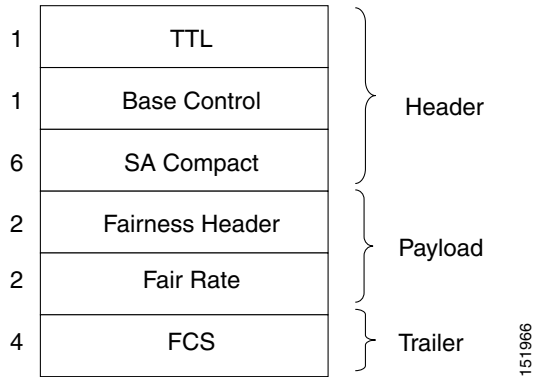 1 TTL
1 Base Control
6 SA Compact
Header
2 Fairness Header
2 Fair Rate
Payload
4 FCS
Trailer
151966